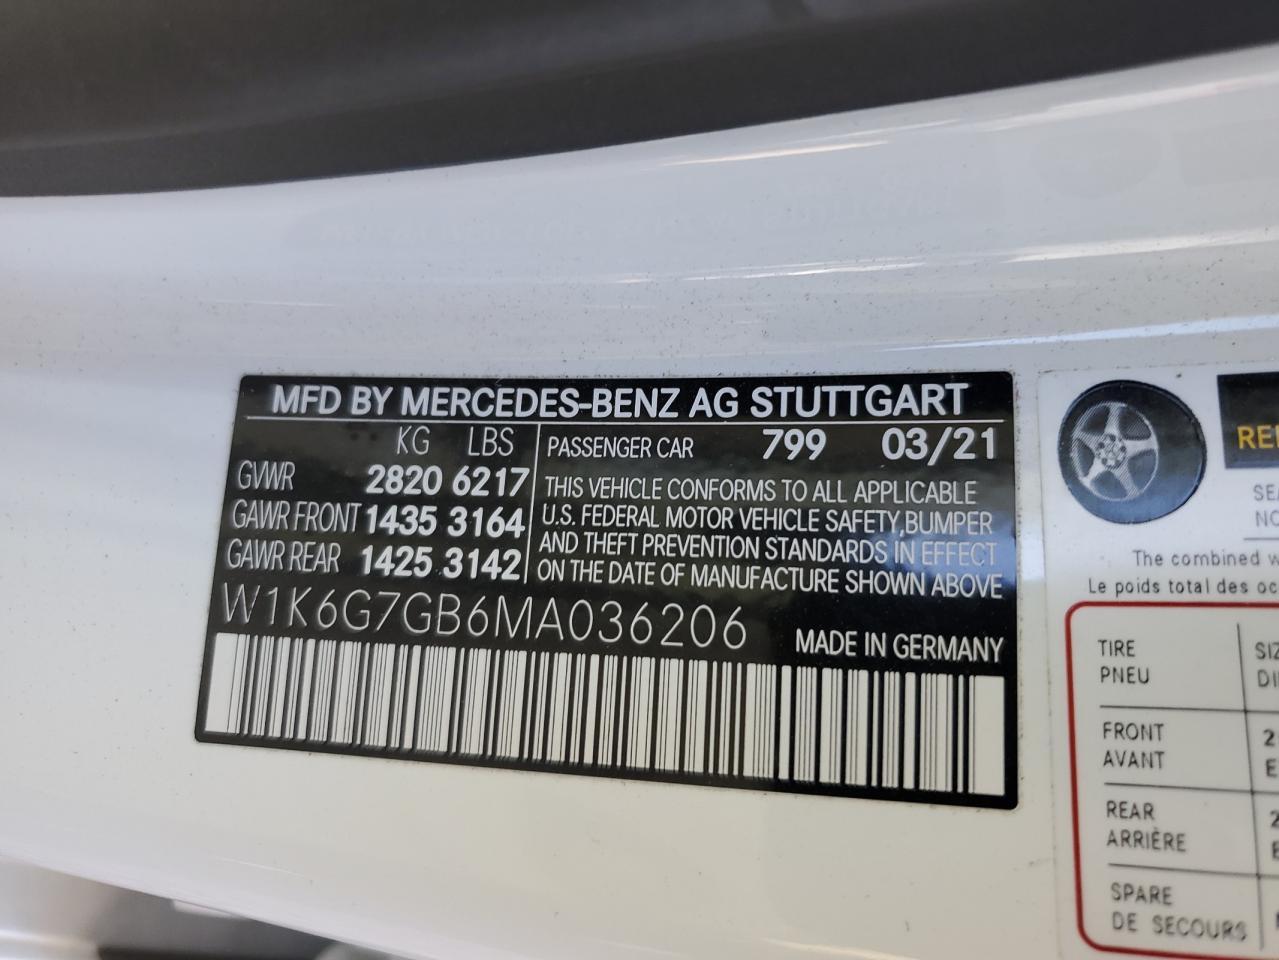 MFD BY MERCEDES-BENZ AG STUTTGART
KG LBS
GVWR 2820 6217
GAWR FRONT 1435 3164
GAWR REAR 1425 3142
PASSENGER CAR 799 03/21
THIS VEHICLE CONFORMS TO ALL APPLICABLE
U.S. FEDERAL MOTOR VEHICLE SAFETY, BUMPER
AND THEFT PREVENTION STANDARDS IN EFFECT
ON THE DATE OF MANUFACTURE SHOWN ABOVE
W1K6G7GB6MA036206
MADE IN GERMANY
The combined
Le poids total des
TIRE
PNEU
FRONT
AVANT
REAR
ARRIÈRE
SPARE
DE SECOURS